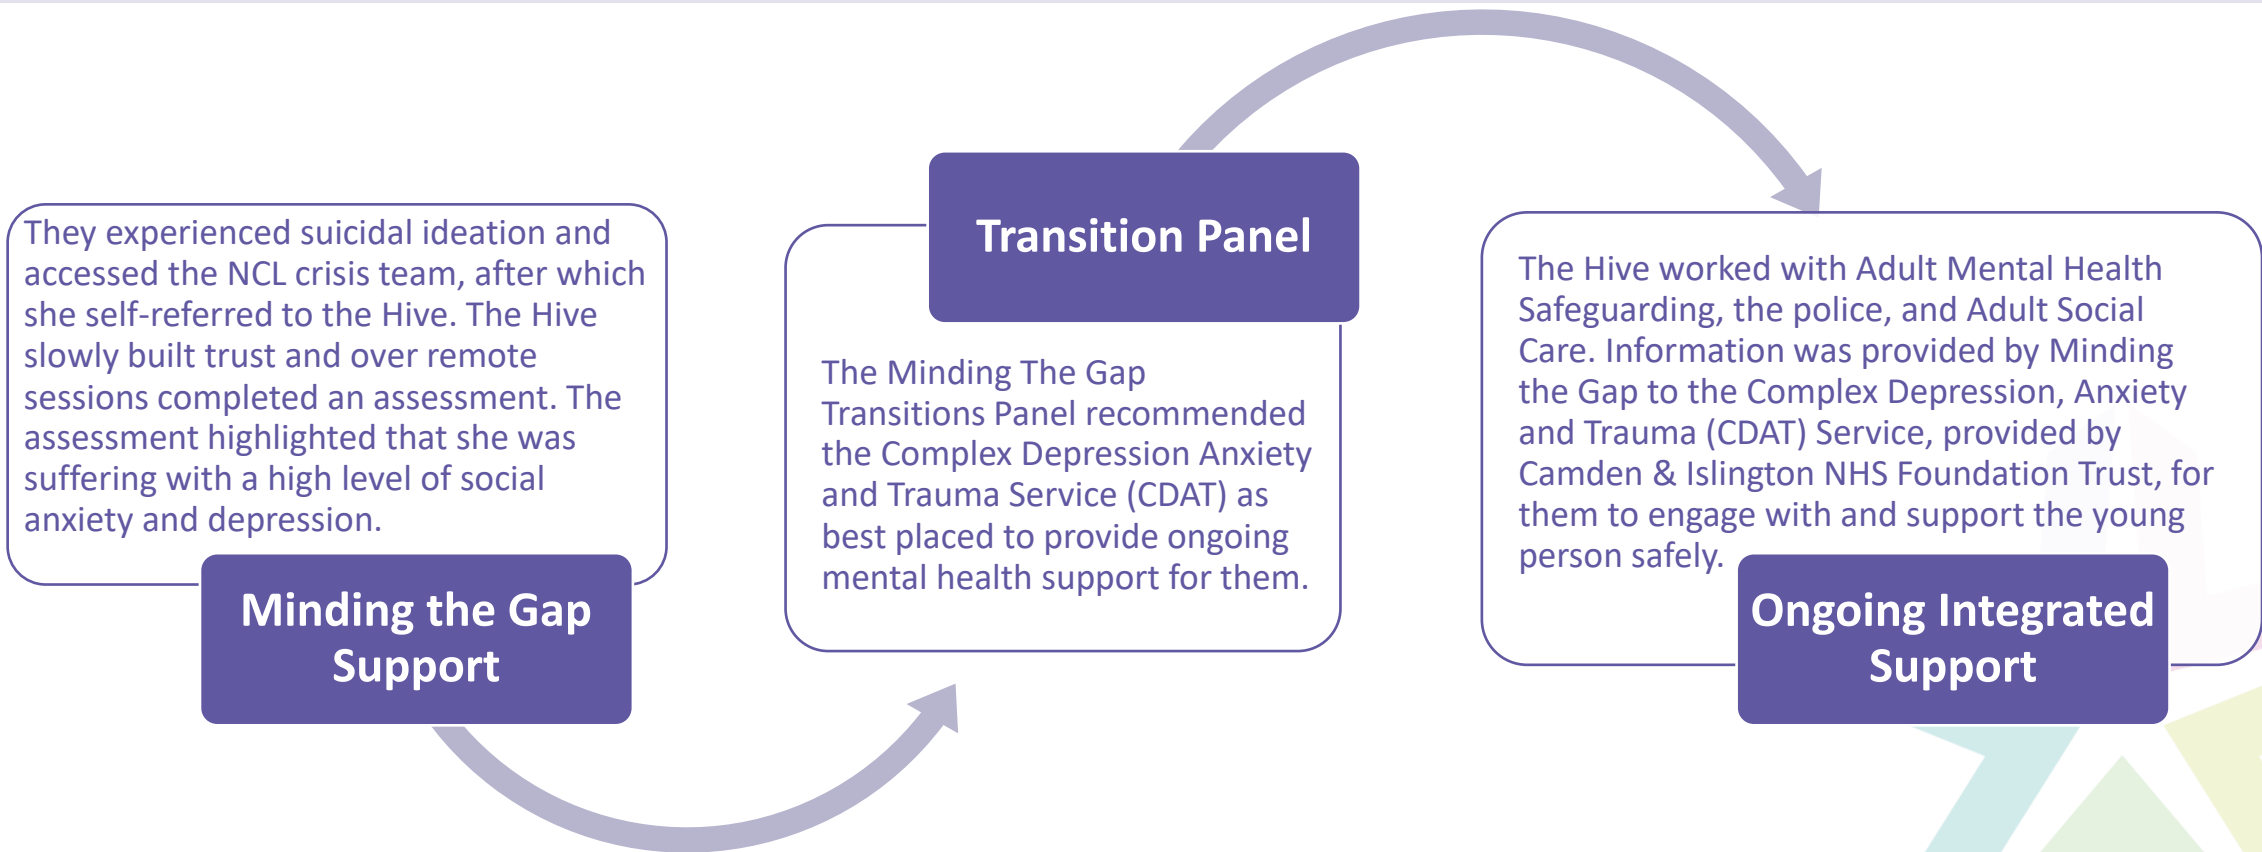 They experienced suicidal ideation and
accessed the NCL crisis team, after which
she self-referred to the Hive. The Hive
slowly built trust and over remote
sessions completed an assessment. The
assessment highlighted that she was
suffering with a high level of social
anxiety and depression.
Minding the Gap
Support
Transition Panel
The Minding The Gap
Transitions Panel recommended
the Complex Depression Anxiety
and Trauma Service (CDAT) as
best placed to provide ongoing
mental health support for them.
The Hive worked with Adult Mental Health
Safeguarding, the police, and Adult Social
Care. Information was provided by Minding
the Gap to the Complex Depression, Anxiety
and Trauma (CDAT) Service, provided by
Camden & Islington NHS Foundation Trust, for
them to engage with and support the young
person safely.
Ongoing Integrated
Support